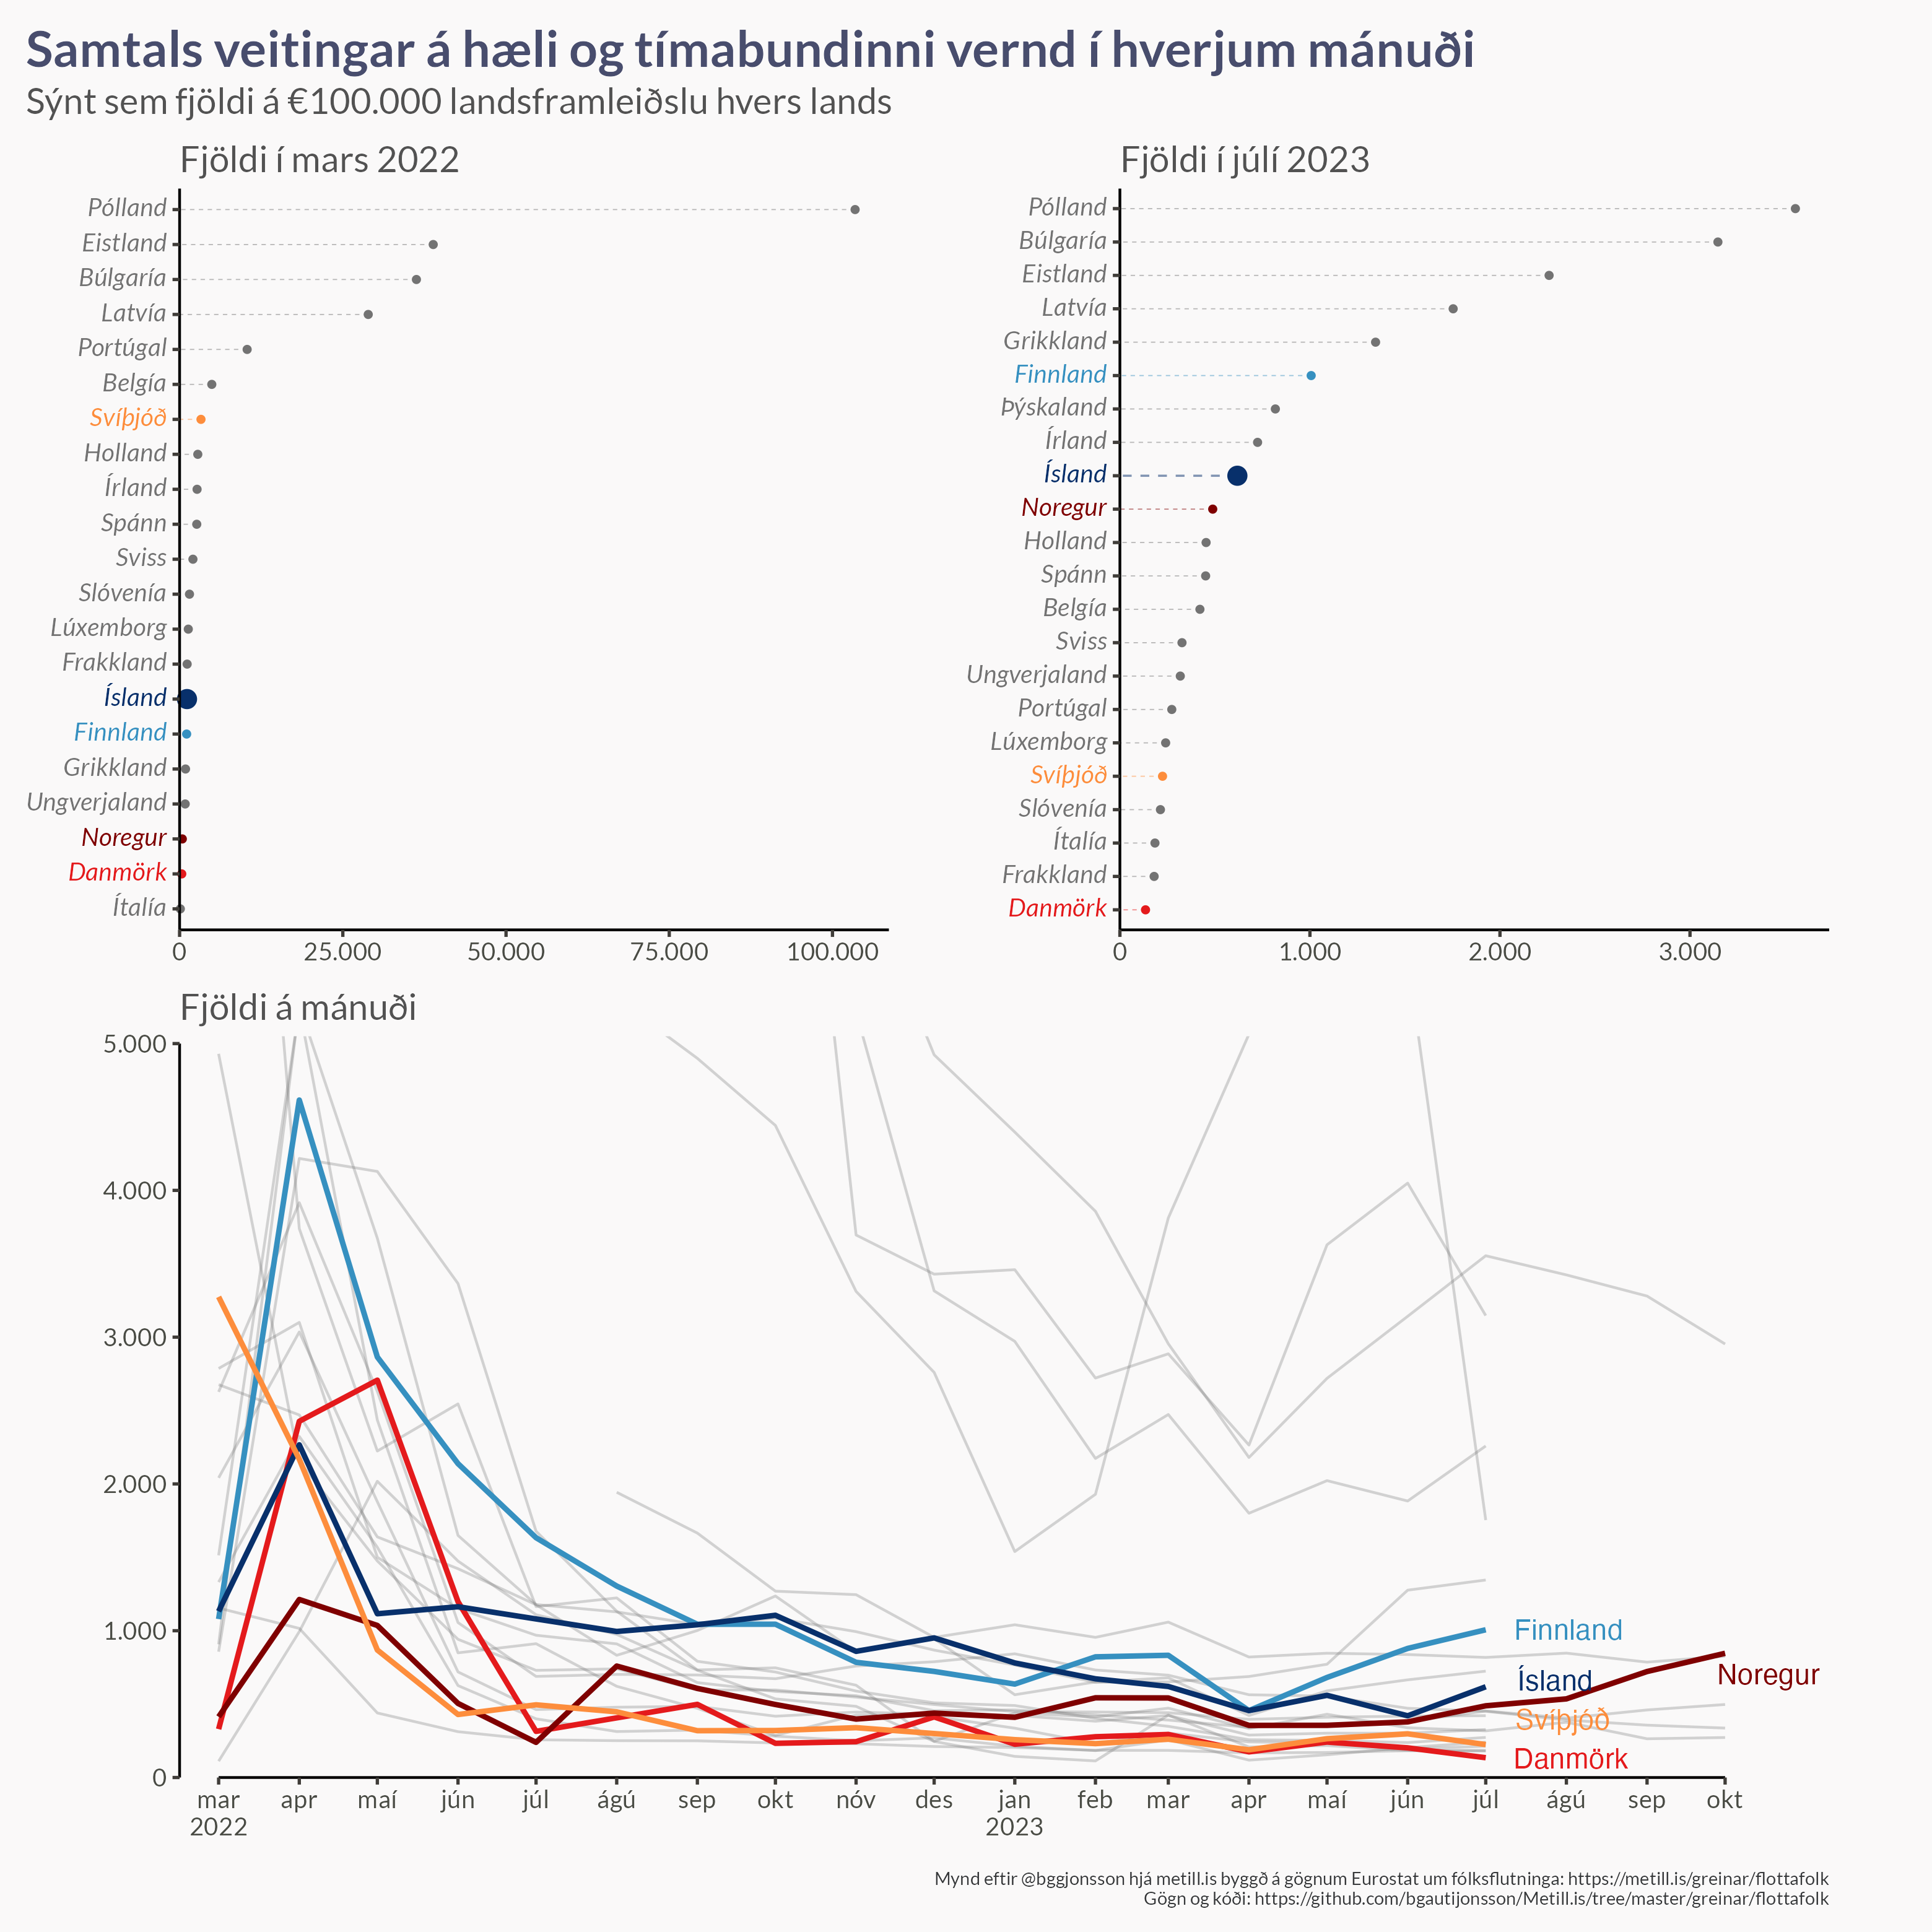 Samtals veitingar á hæli og tímabundinni vernd í hverjum mánuði
Sýnt sem fjöldi á €100.000 landsframleiðslu hvers lands
Fjöldi í mars 2022
Pólland
Eistland
Búlgaría
Latvía
Portúgal
Belgía
Svíþjóð
Holland
Írland
Spánn
Sviss
Slóvenía
Lúxemborg
Frakkland
Ísland
Finnland
Grikkland
Ungverjaland
Noregur
Danmörk
Ítalía
0 25.000 50.000 75.000 100.000
Fjöldi í júlí 2023
Pólland
Búlgaría
Eistland
Latvía
Grikkland
Finnland
Þýskaland
Írland
Ísland
Noregur
Holland
Spánn
Belgía
Sviss
Ungverjaland
Portúgal
Lúxemborg
Svíþjóð
Slóvenía
Ítalía
Frakkland
Danmörk
0 1.000 2.000 3.000
Fjöldi á mánuði
5.000
4.000
3.000
2.000
1.000
0
Finnland
Ísland
Noregur
Svíþjóð
Danmörk
mar apr maí jún júl ágú sep okt nóv des jan feb mar apr maí jún júl ágú sep okt
2022 2023
Mynd eftir @bggjonsson hjá metill.is byggð á gögnum Eurostat um fólksflutninga: https://metill.is/greinar/flottafolk
Gögn og kóði: https://github.com/bgautijonsson/Metill.is/tree/master/greinar/flottafolk